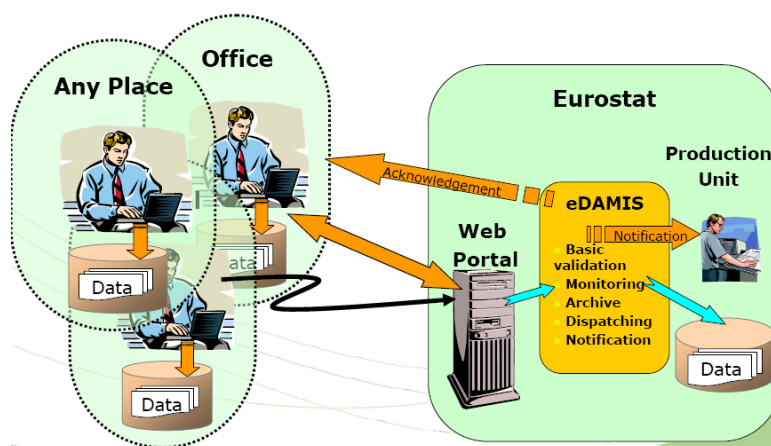 Office
Any Place
Data
Data
Data
Eurostat
Acknowledgement
eDAMIS
Production
Unit
Notification
Web
Portal
Basic
validation
Monitoring
Archive
Dispatching
Notification
Data